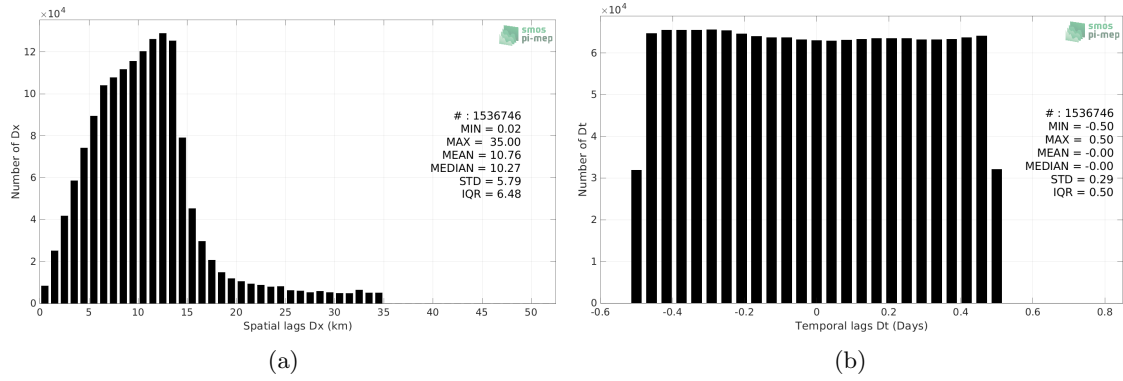 ×10⁴
smos
pi-mep
12
10
8
6
4
2
0
Number of Dx
# : 1536746
MIN = 0.02
MAX = 35.00
MEAN = 10.76
MEDIAN = 10.27
STD = 5.79
IQR = 6.48
0 5 10 15 20 25 30 35 40 45 50
Spatial lags Dx (km)
(a)
×10⁴
smos
pi-mep
6
5
4
3
2
1
0
Number of Dt
# : 1536746
MIN = -0.50
MAX = 0.50
MEAN = -0.00
MEDIAN = -0.00
STD = 0.29
IQR = 0.50
-0.6 -0.4 -0.2 0 0.2 0.4 0.6 0.8
Temporal lags Dt (Days)
(b)